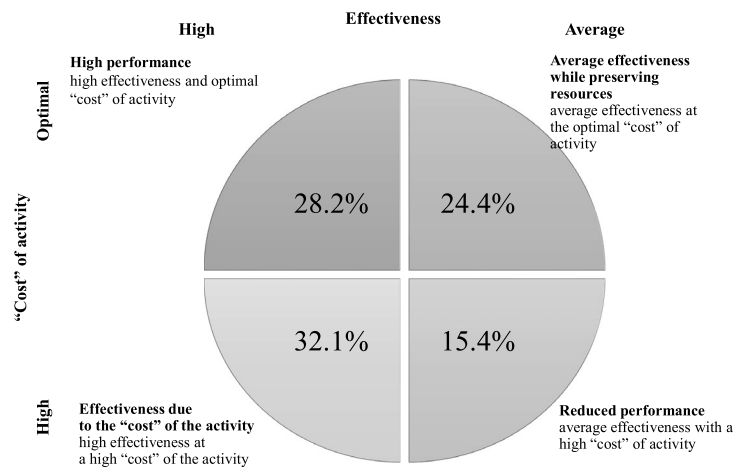 Effectiveness
High
Average
High performance
high effectiveness and optimal
“cost” of activity
Average effectiveness
while preserving
resources
average effectiveness at
the optimal “cost” of
activity
Optimal
28.2%
24.4%
“Cost” of activity
32.1%
15.4%
High
Effectiveness due
to the “cost” of the activity
high effectiveness at
a high “cost” of the activity
Reduced performance
average effectiveness with a
high “cost” of activity